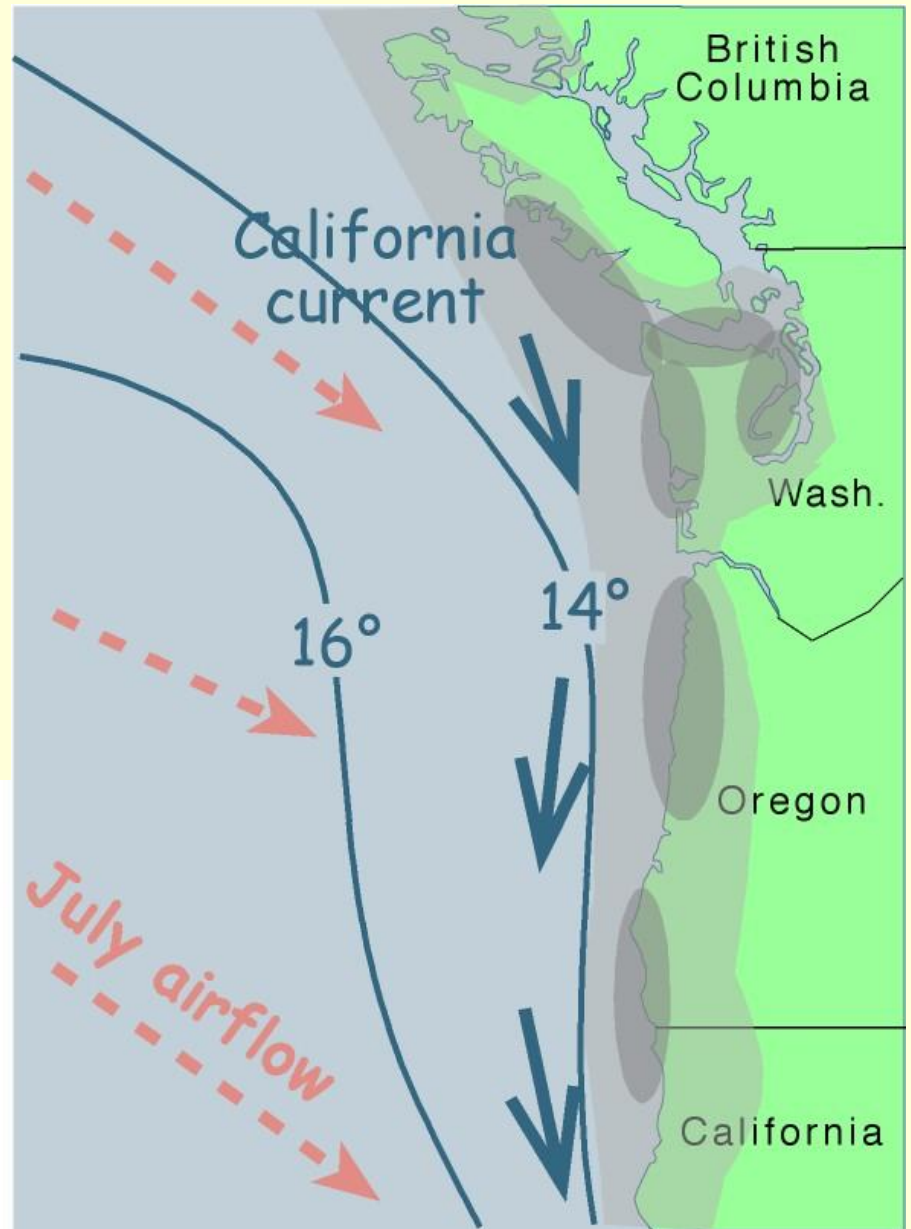 British
Columbia
California
current
Wash.
14°
16°
Oregon
July airflow
California